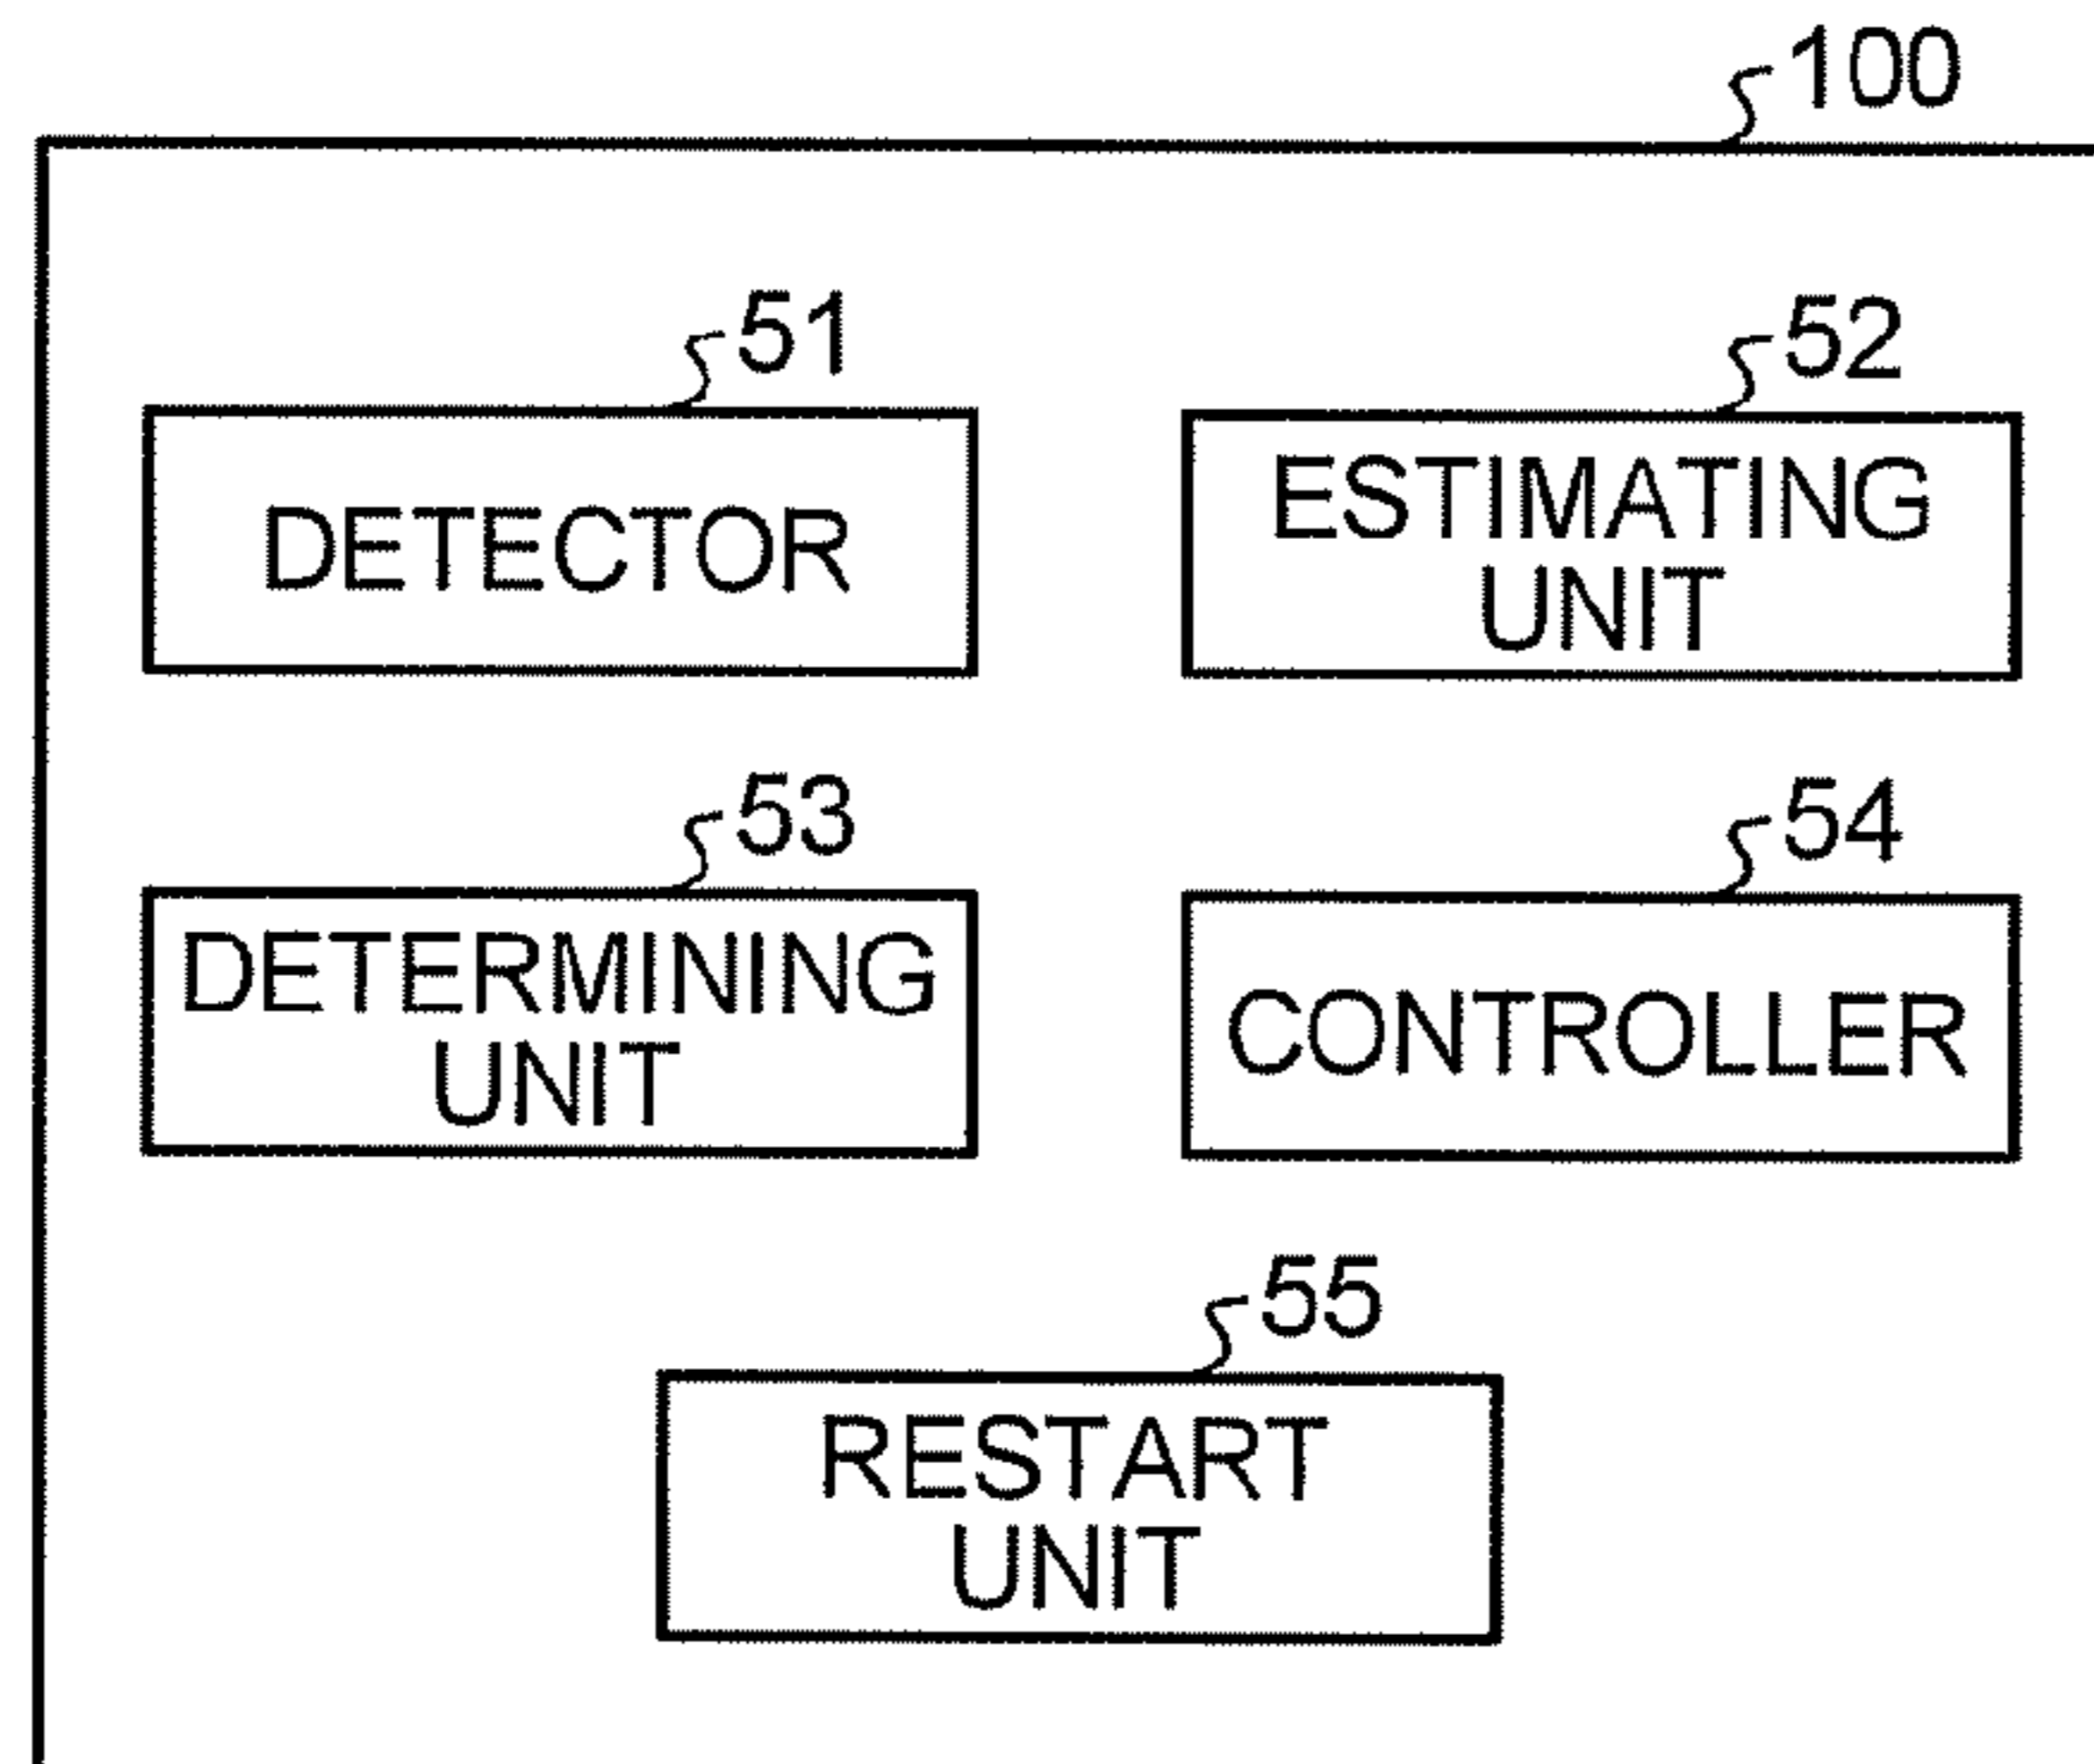 100
51
52
DETECTOR
ESTIMATING
UNIT
53
54
DETERMINING
UNIT
CONTROLLER
55
RESTART
UNIT